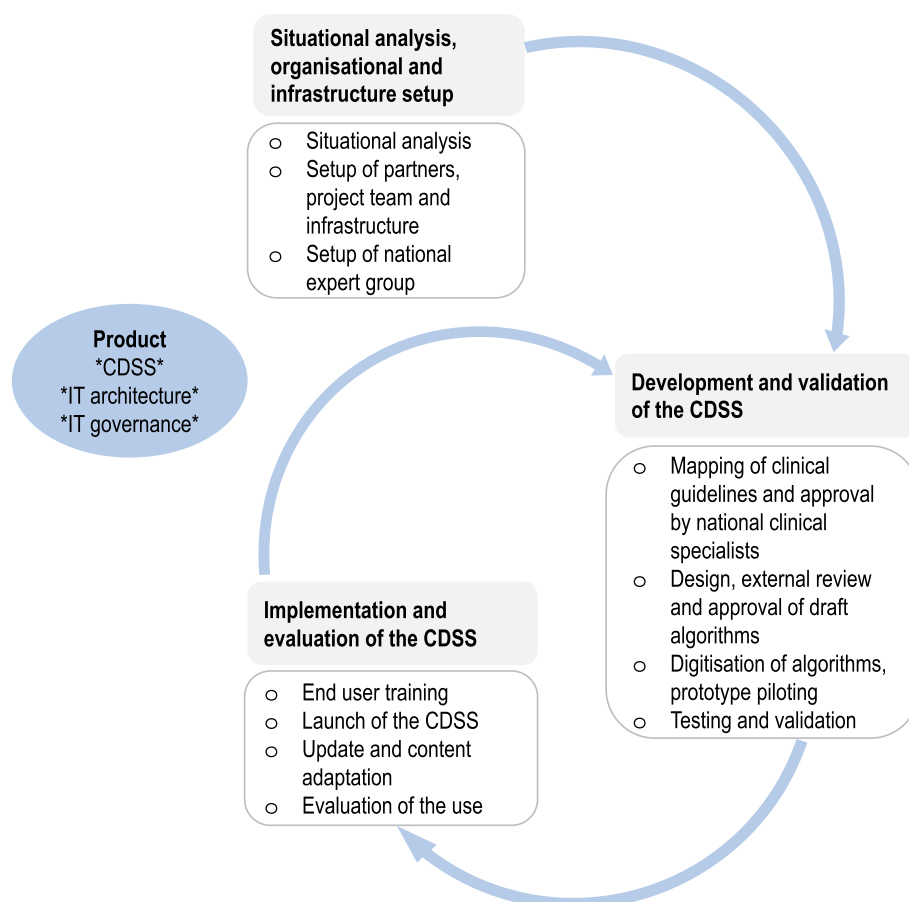 Situational analysis,
organisational and
infrastructure setup
o Situational analysis
o Setup of partners,
project team and
infrastructure
o Setup of national
expert group
Product
*CDSS*
*IT architecture*
*IT governance*
Development and validation
of the CDSS
o Mapping of clinical
guidelines and approval
by national clinical
specialists
o Design, external review
and approval of draft
algorithms
o Digitisation of algorithms,
prototype piloting
o Testing and validation
Implementation and
evaluation of the CDSS
o End user training
o Launch of the CDSS
o Update and content
adaptation
o Evaluation of the use